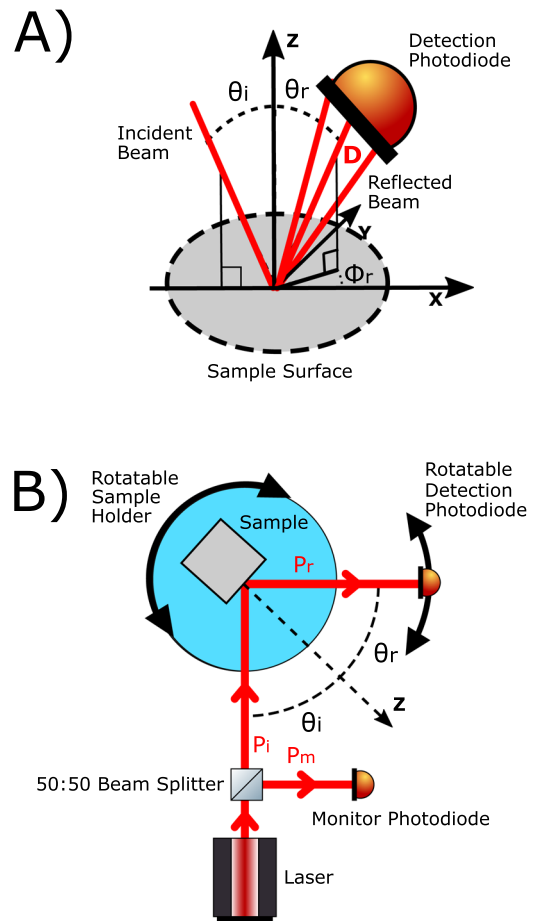 A)
Z
Detection
Photodiode
θi
θr
Incident
Beam
D
Reflected
Beam
Y
Φr
X
Sample Surface
B)
Rotatable
Sample
Holder
Rotatable
Detection
Photodiode
Sample
Pr
θr
Z
θi
Pi
Pm
50:50 Beam Splitter
Monitor Photodiode
Laser